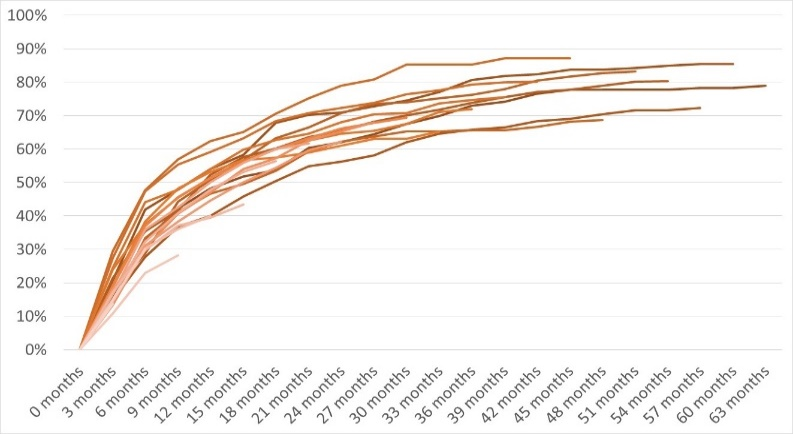 100%
90%
80%
70%
60%
50%
40%
30%
20%
10%
0%
0 months
3 months
6 months
9 months
12 months
15 months
18 months
21 months
24 months
27 months
30 months
33 months
36 months
39 months
42 months
45 months
48 months
51 months
54 months
57 months
60 months
63 months